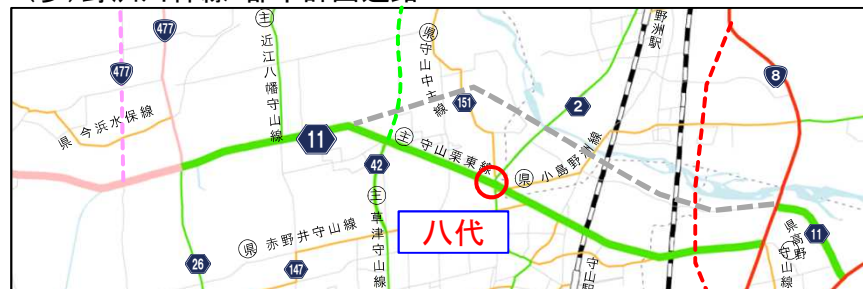 477
477
主 近江八幡守山線
県 守山中主線
151
野洲駅
2
8
県 今浜水保線
11
主 守山栗東線
県 小島野洲線
42
主 草津守山線
八代
県 赤野井守山線
147
26
守山駅
県 高野守山線
11